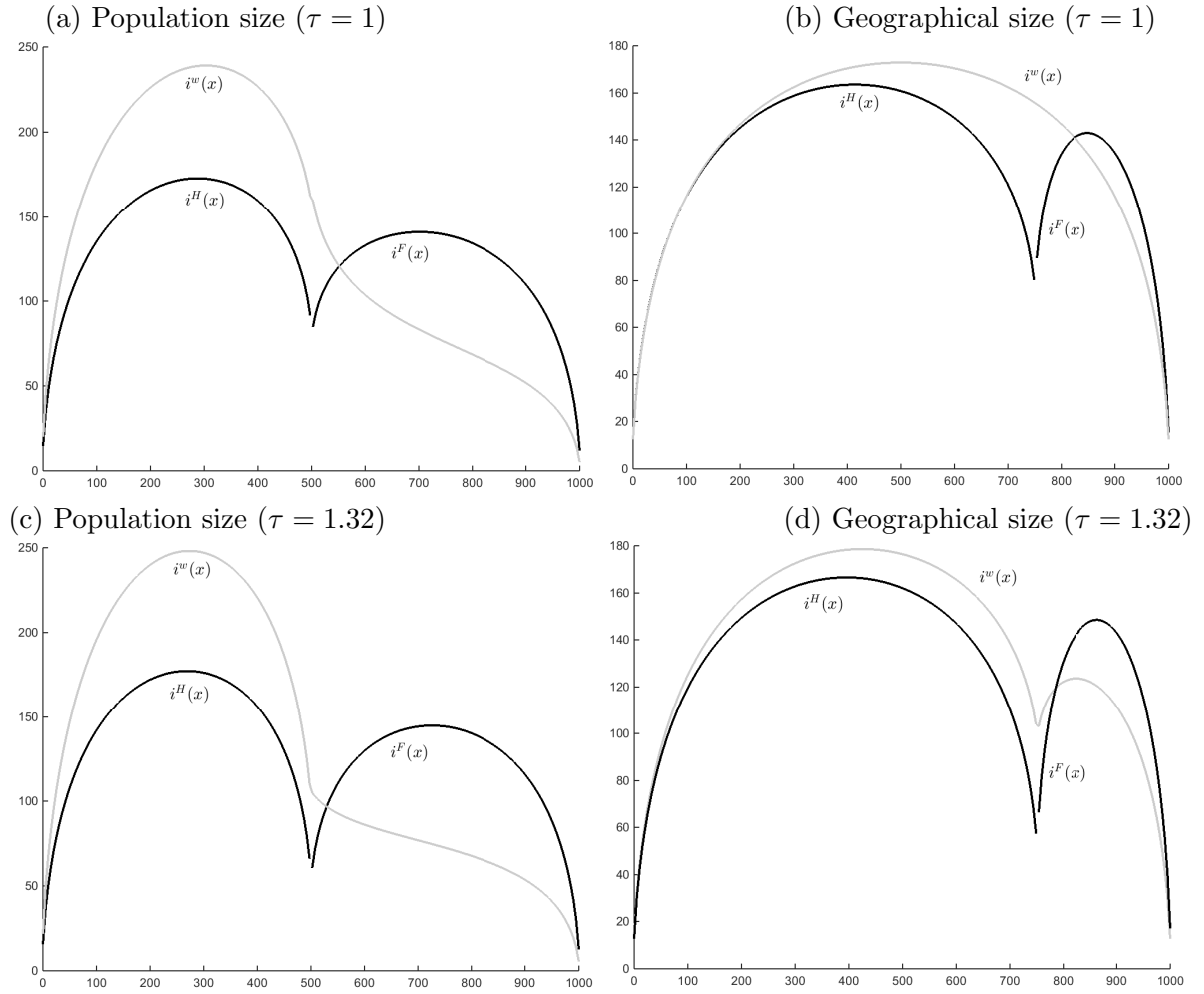 (a) Population size (τ = 1)
250
200
150
100
50
0
i^w(x)
i^H(x)
i^F(x)
0 100 200 300 400 500 600 700 800 900 1000
(b) Geographical size (τ = 1)
180
160
140
120
100
80
60
40
20
0
i^w(x)
i^H(x)
i^F(x)
0 100 200 300 400 500 600 700 800 900 1000
(c) Population size (τ = 1.32)
250
200
150
100
50
0
i^w(x)
i^H(x)
i^F(x)
0 100 200 300 400 500 600 700 800 900 1000
(d) Geographical size (τ = 1.32)
180
160
140
120
100
80
60
40
20
0
i^w(x)
i^H(x)
i^F(x)
0 100 200 300 400 500 600 700 800 900 1000